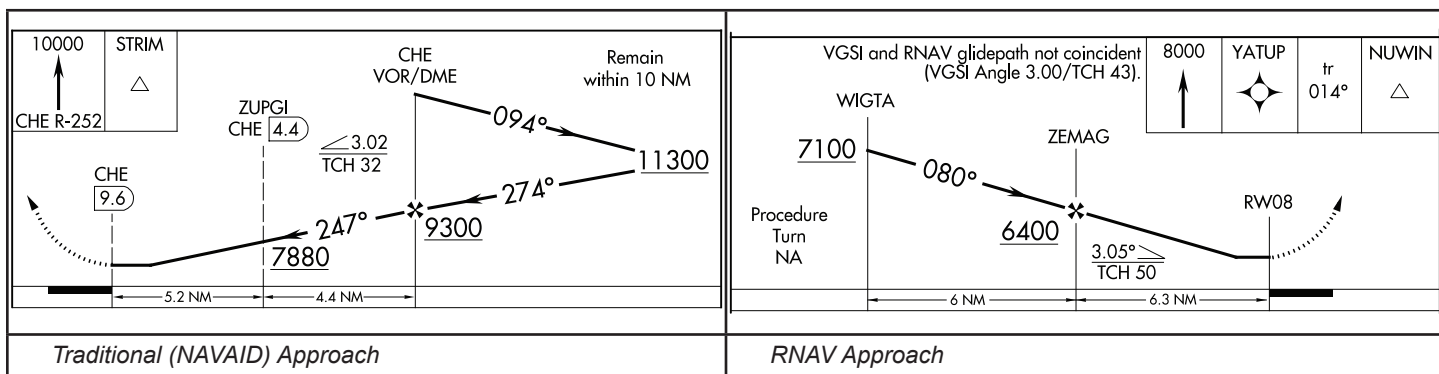 10000
CHE R-252
STRIM
CHE
VOR/DME
Remain
within 10 NM
ZUPGI
CHE 4.4
3.02
TCH 32
094°
11300
274°
CHE
9.6
247°
9300
7880
5.2 NM
4.4 NM
Traditional (NAVAID) Approach
VGSI and RNAV glidepath not coincident
(VGSI Angle 3.00/TCH 43).
8000
YATUP
tr
014°
NUWIN
WIGTA
7100
080°
ZEMAG
Procedure
Turn
NA
6400
RW08
3.05°
TCH 50
6 NM
6.3 NM
RNAV Approach